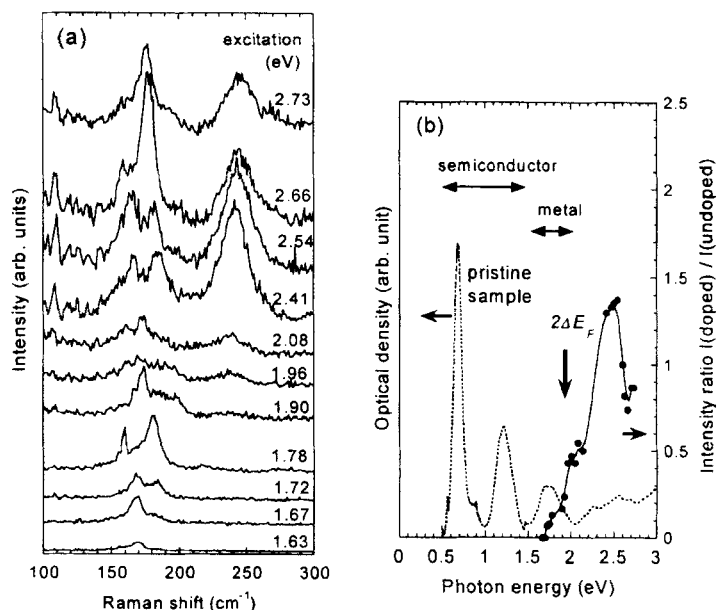 (a)
excitation
(eV)
2.73
2.66
2.54
2.41
2.08
1.96
1.90
1.78
1.72
1.67
1.63
Intensity (arb. units)
100 150 200 250 300
Raman shift (cm-1)
(b)
semiconductor
metal
pristine
sample
2ΔEF
Optical density (arb. unit)
Intensity ratio I(doped) / I(undoped)
2.5
2
1.5
1
0.5
0
0 0.5 1 1.5 2 2.5 3
Photon energy (eV)